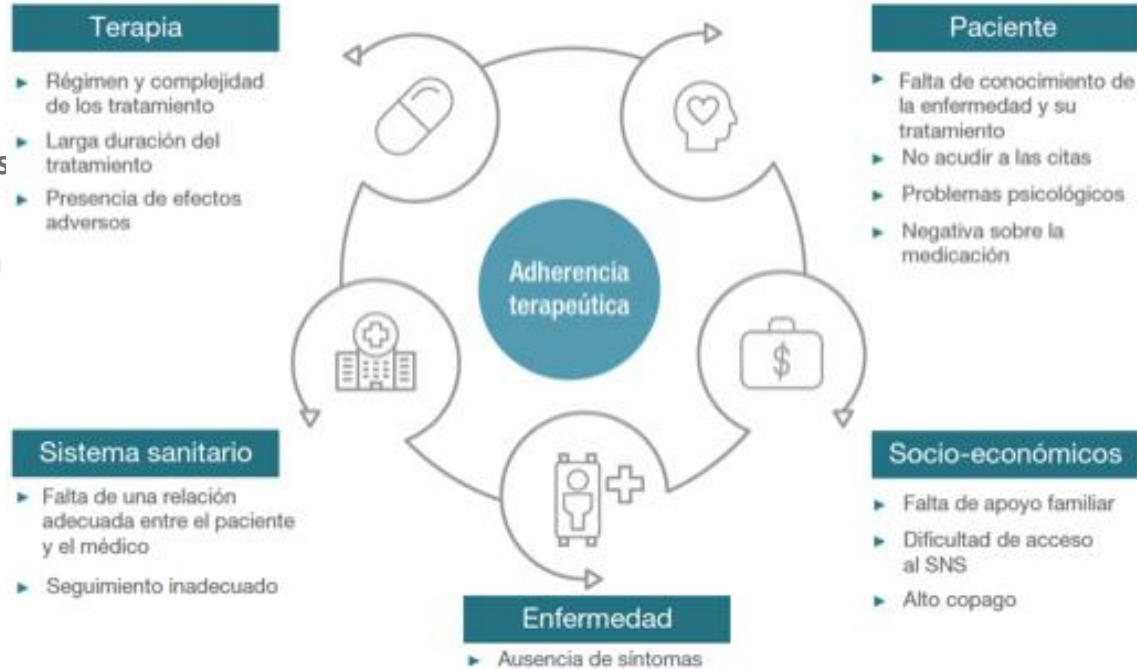 Terapia
► Régimen y complejidad
de los tratamiento
► Larga duración del
tratamiento
► Presencia de efectos
adversos
Paciente
► Falta de conocimiento de
la enfermedad y su
tratamiento
► No acudir a las citas
► Problemas psicológicos
► Negativa sobre la
medicación
Adherencia
terapeútica
$
Sistema sanitario
► Falta de una relación
adecuada entre el paciente
y el médico
► Seguimiento inadecuado
Socio-económicos
► Falta de apoyo familiar
► Dificultad de acceso
al SNS
► Alto copago
Enfermedad
► Ausencia de síntomas